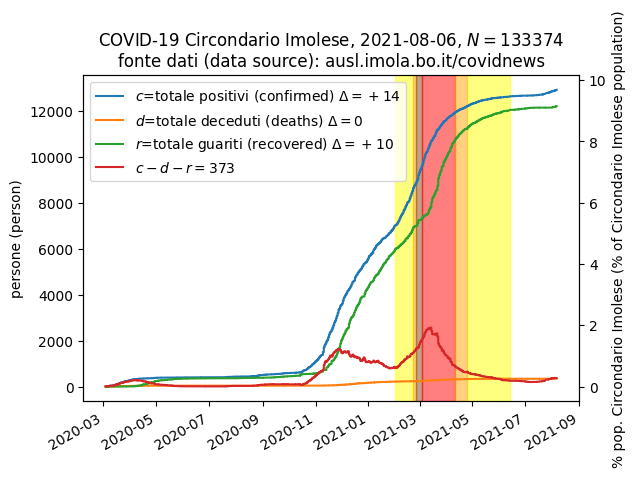 COVID-19 Circondario Imolese, 2021-08-06, N = 133374
fonte dati (data source): ausl.imola.bo.it/covidnews
c=totale positivi (confirmed) Δ = +14
d=totale deceduti (deaths) Δ = 0
r=totale guariti (recovered) Δ = +10
c − d − r = 373
persone (person)
12000
10000
8000
6000
4000
2000
0
10
8
6
4
2
0
% pop. Circondario Imolese (% of Circondario Imolese population)
2020-03
2020-05
2020-07
2020-09
2020-11
2021-01
2021-03
2021-05
2021-07
2021-09